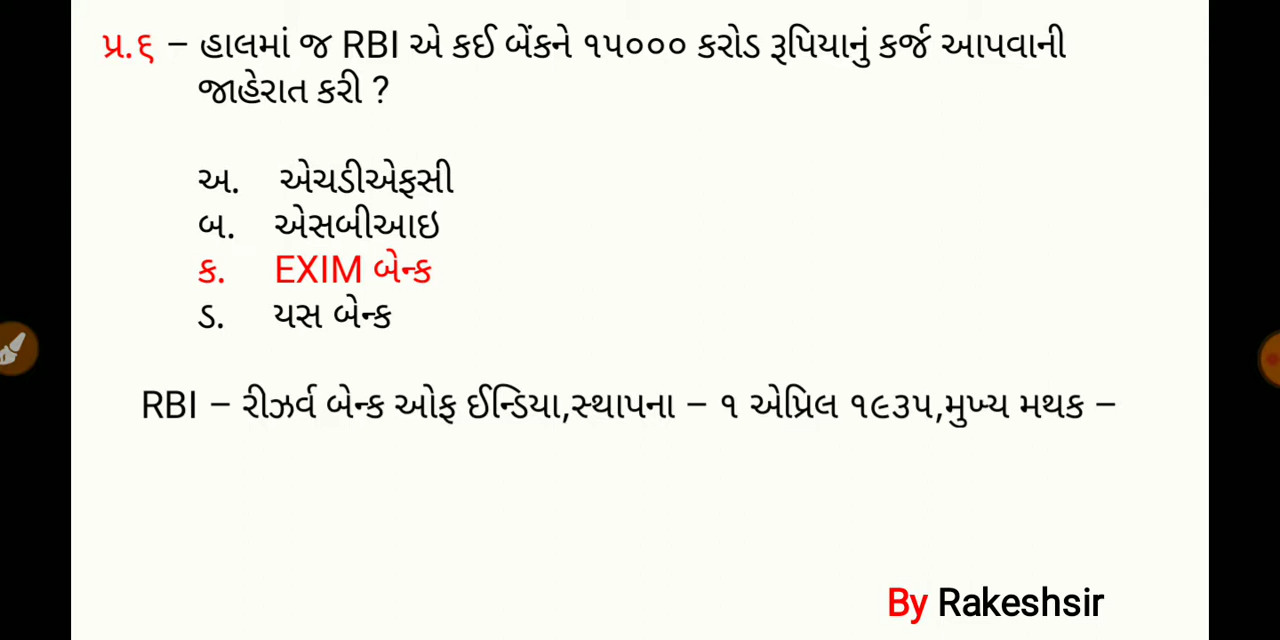 પ્ર.૬ – હાલમાં જ RBI એ કઈ બેંકને ૧૫૦૦૦ કરોડ રૂપિયાનું કર્જ આપવાની
જાહેરાત કરી ?
અ. એચડીએફસી
બ. એસબીઆઇ
ક. EXIM બેન્ક
ડ. યસ બેન્ક
RBI – રીઝર્વ બેન્ક ઓફ ઈન્ડિયા,સ્થાપના – ૧ એપ્રિલ ૧૯૩૫,મુખ્ય મથક –
By Rakeshsir